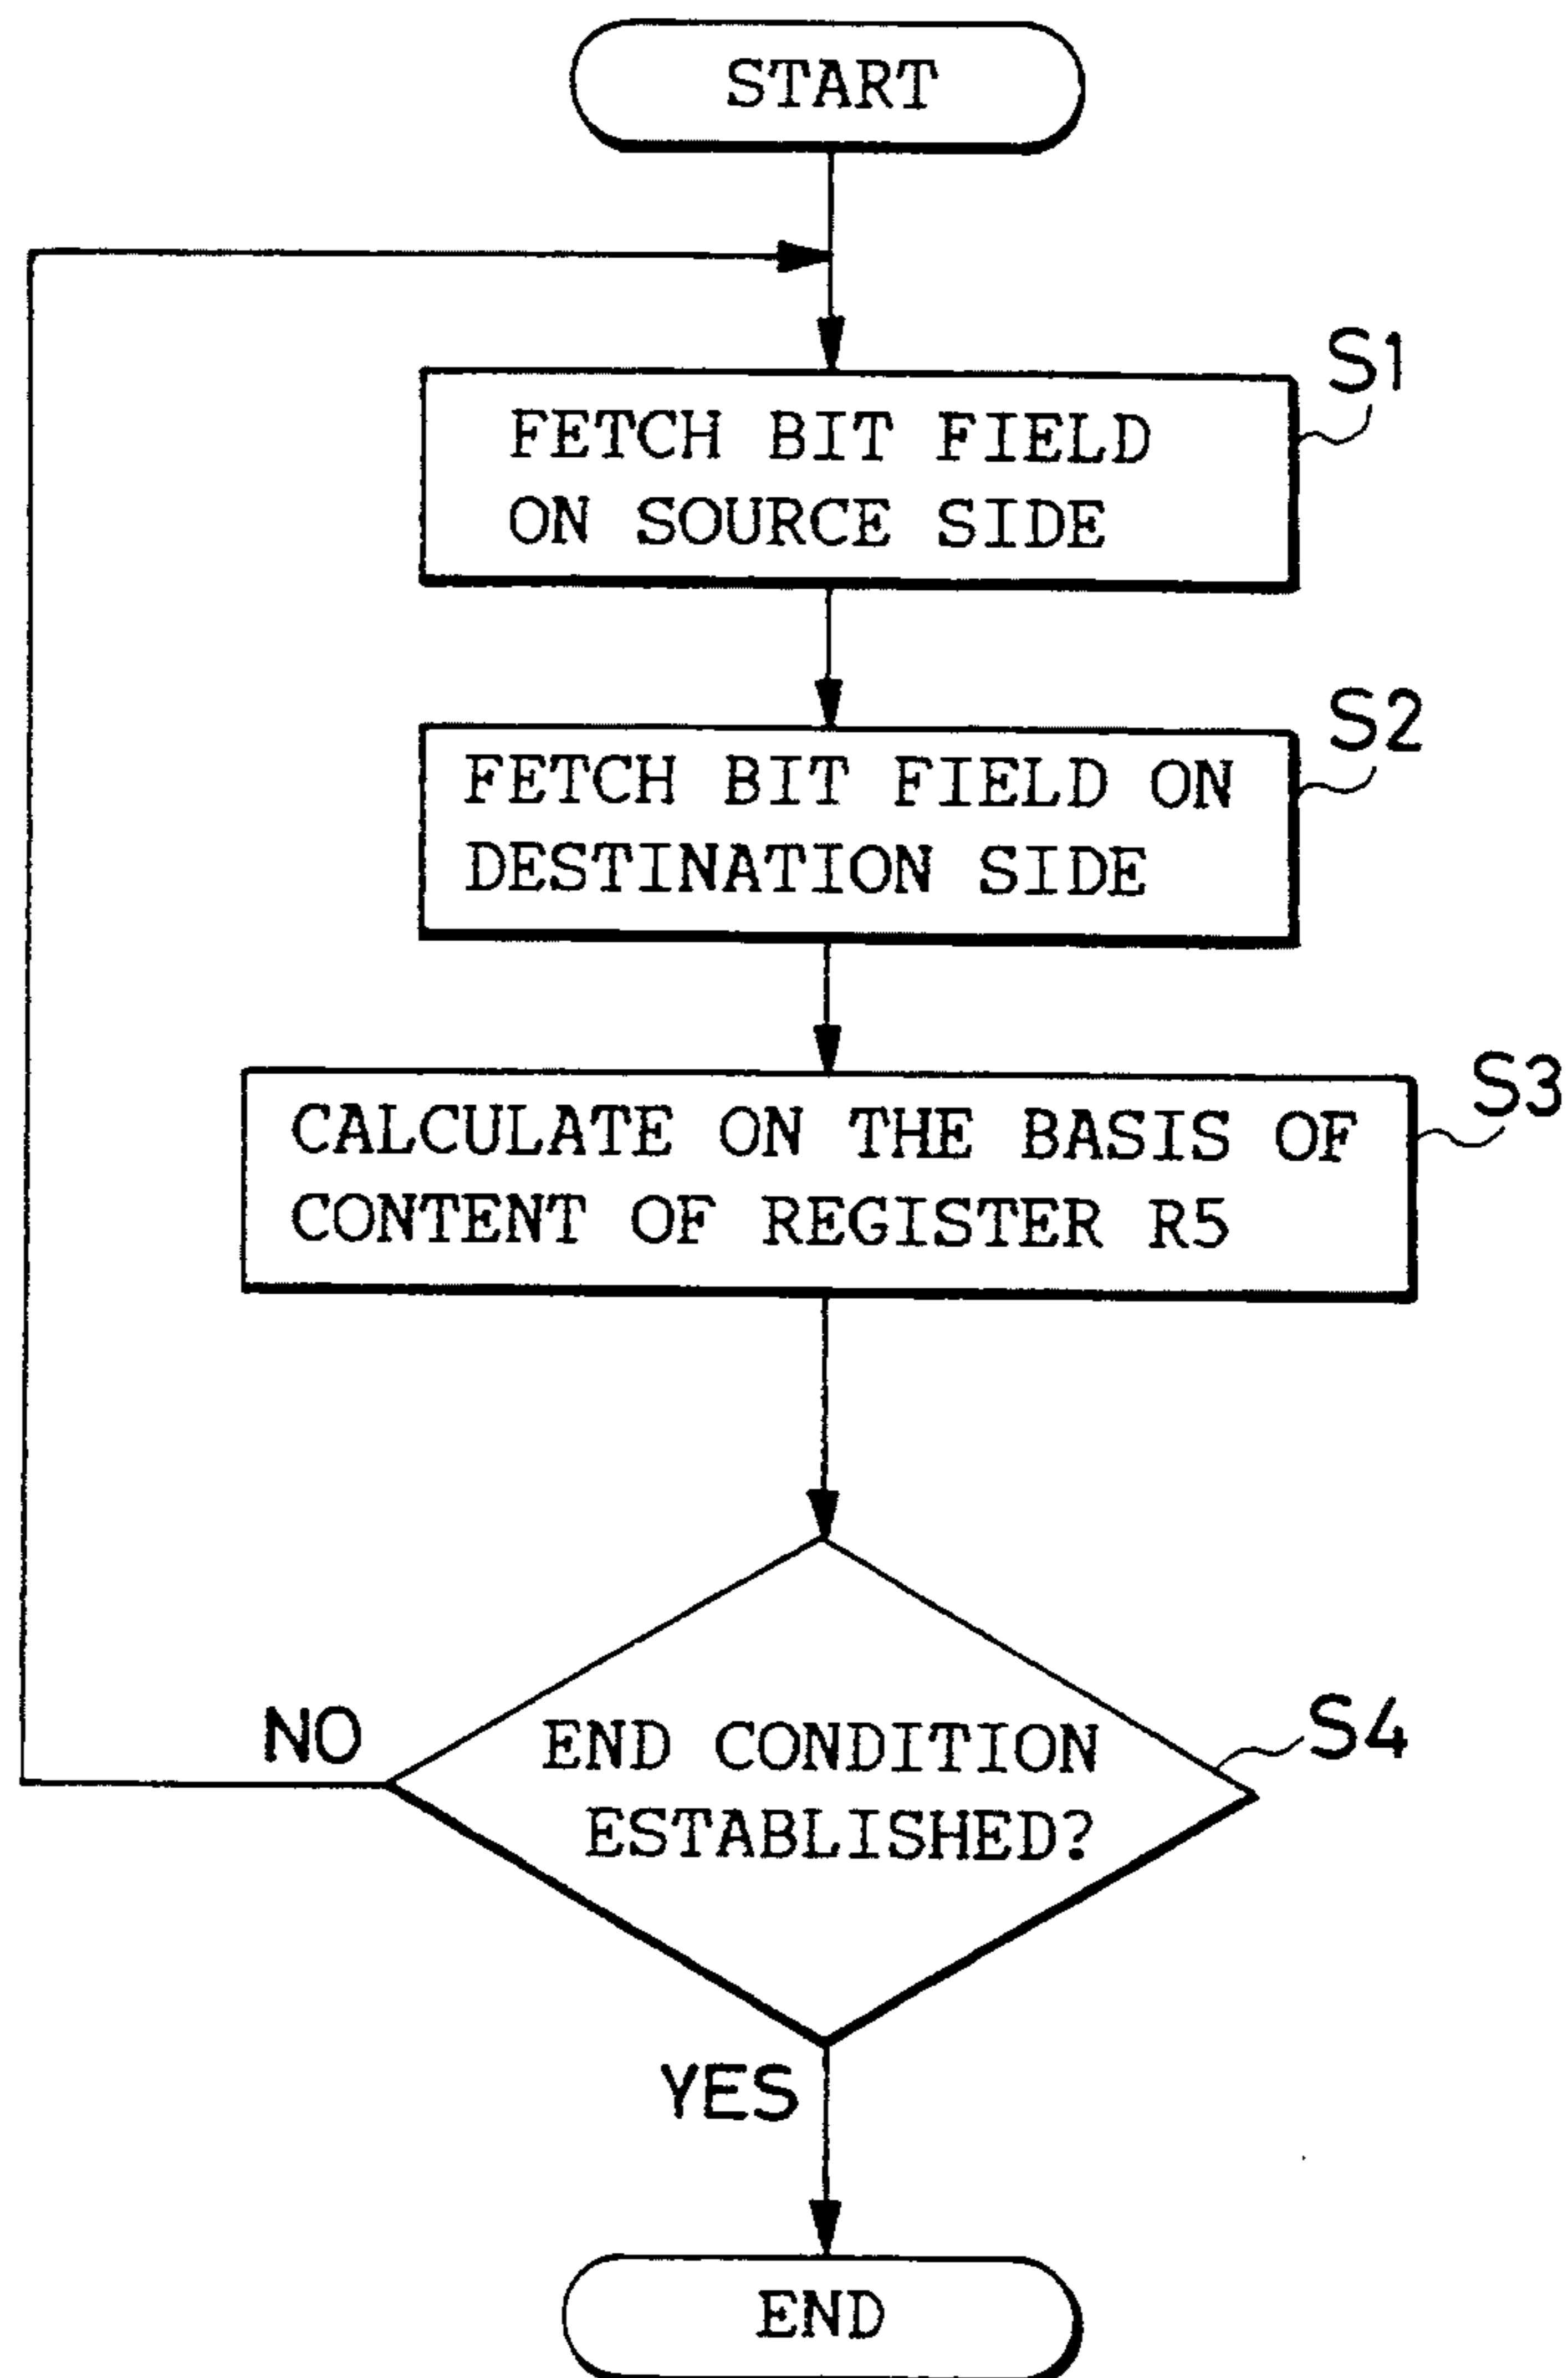 START
S1
FETCH BIT FIELD
ON SOURCE SIDE
S2
FETCH BIT FIELD ON
DESTINATION SIDE
S3
CALCULATE ON THE BASIS OF
CONTENT OF REGISTER R5
S4
NO
END CONDITION
ESTABLISHED?
YES
END